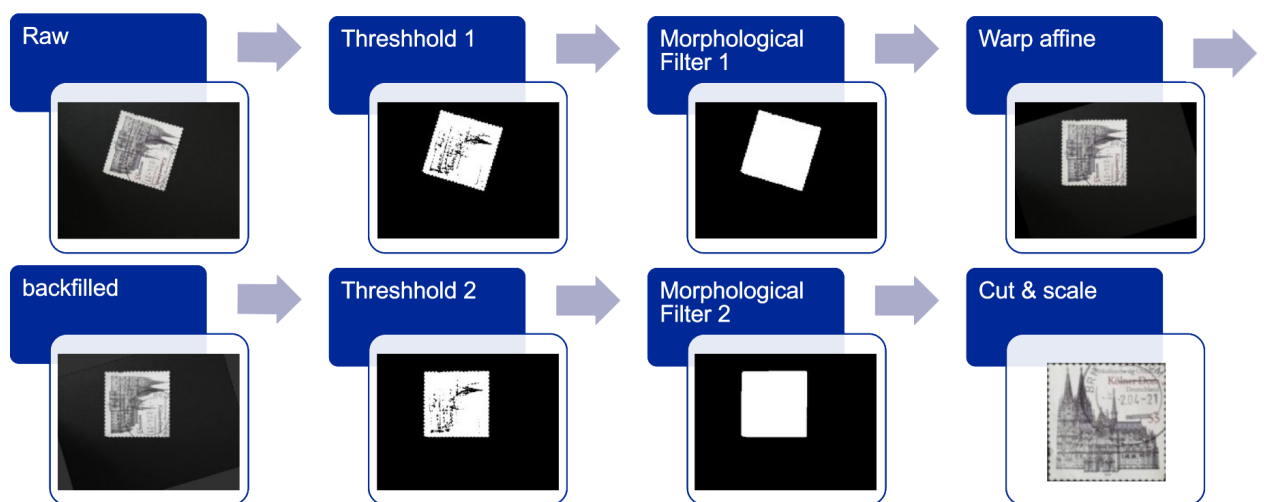 Raw
Threshhold 1
Morphological
Filter 1
Warp affine
backfilled
Threshhold 2
Morphological
Filter 2
Cut & scale
Kölner Dom
Deutschland
2.04-21
55